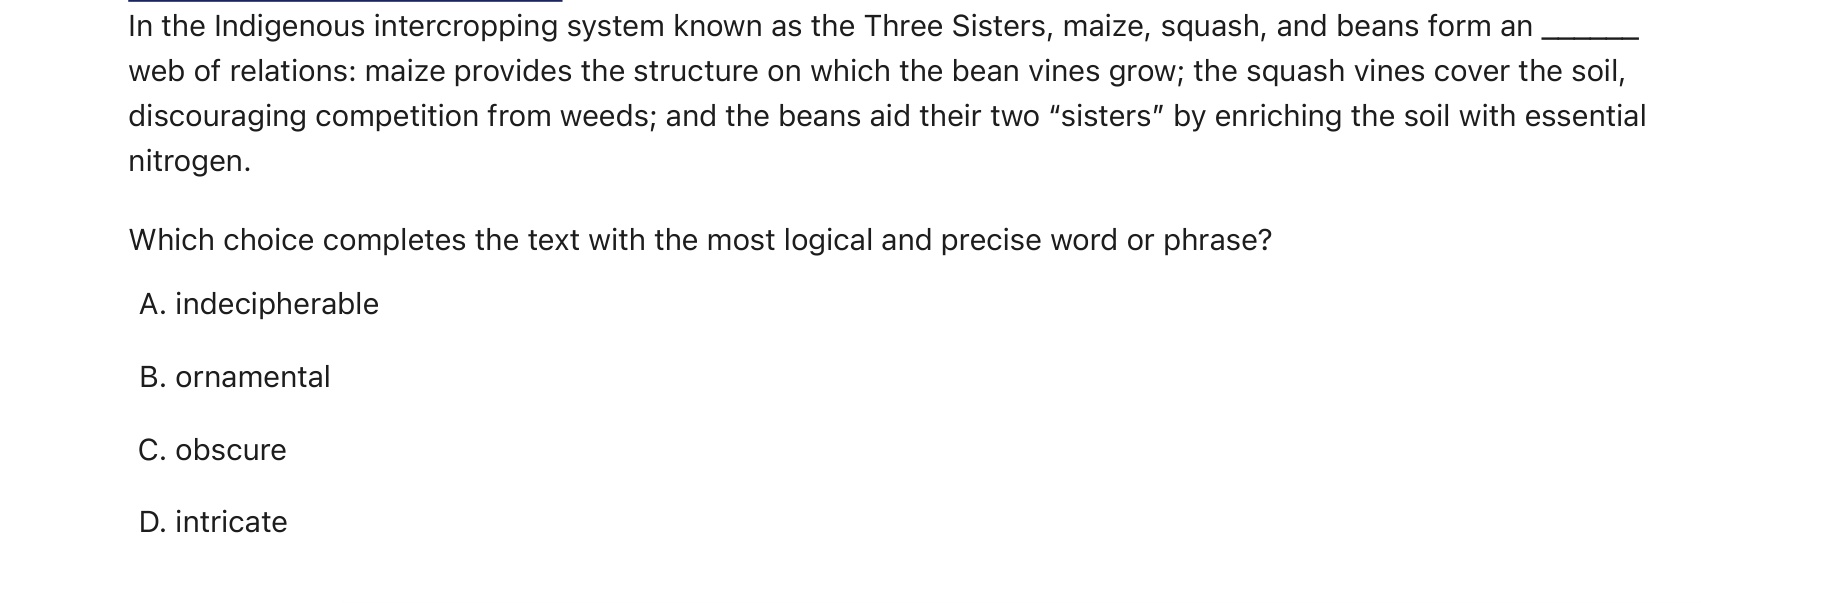 In the Indigenous intercropping system known as the Three Sisters, maize, squash, and beans form an ______
web of relations: maize provides the structure on which the bean vines grow; the squash vines cover the soil,
discouraging competition from weeds; and the beans aid their two “sisters” by enriching the soil with essential
nitrogen.
Which choice completes the text with the most logical and precise word or phrase?
A. indecipherable
B. ornamental
C. obscure
D. intricate